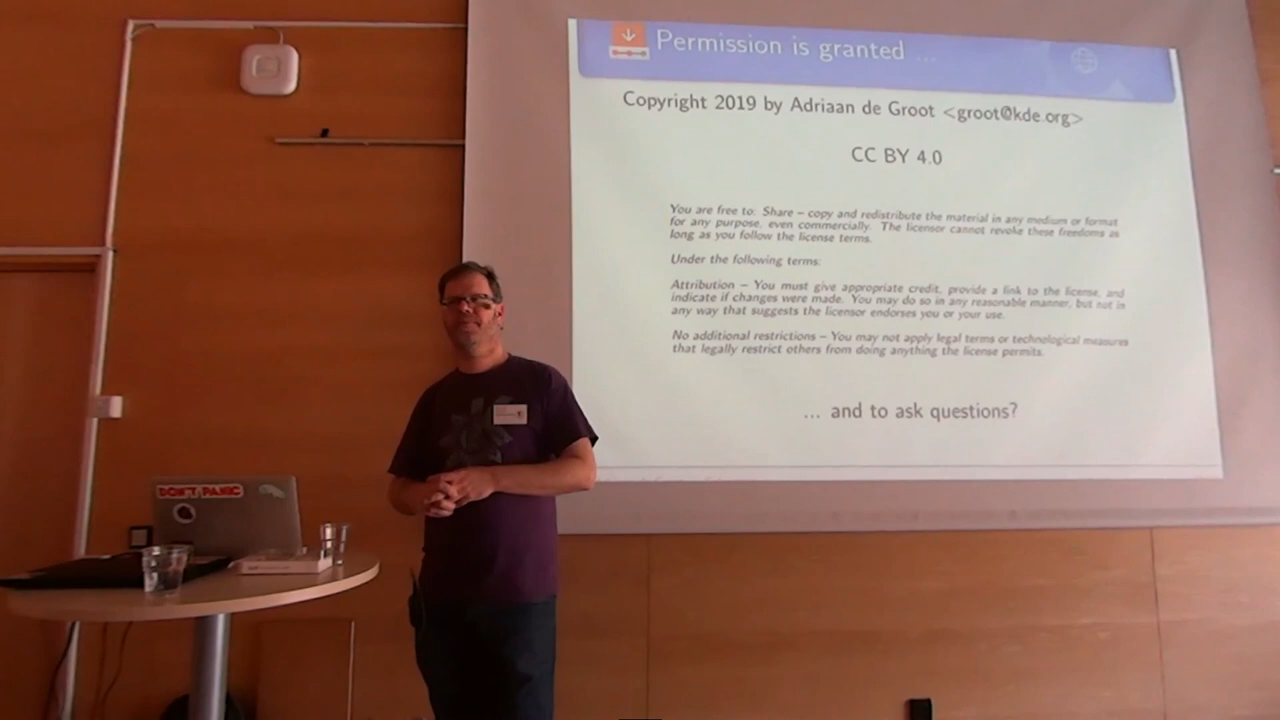 Permission is granted ...
Copyright 2019 by Adriaan de Groot <groot@kde.org>
CC BY 4.0
You are free to: Share – copy and redistribute the material in any medium or format
for any purpose, even commercially. The licensor cannot revoke these freedoms as
long as you follow the license terms.
Under the following terms:
Attribution – You must give appropriate credit, provide a link to the license, and
indicate if changes were made. You may do so in any reasonable manner, but not in
any way that suggests the licensor endorses you or your use.
No additional restrictions – You may not apply legal terms or technological measures
that legally restrict others from doing anything the license permits.
... and to ask questions?
DON'T PANIC